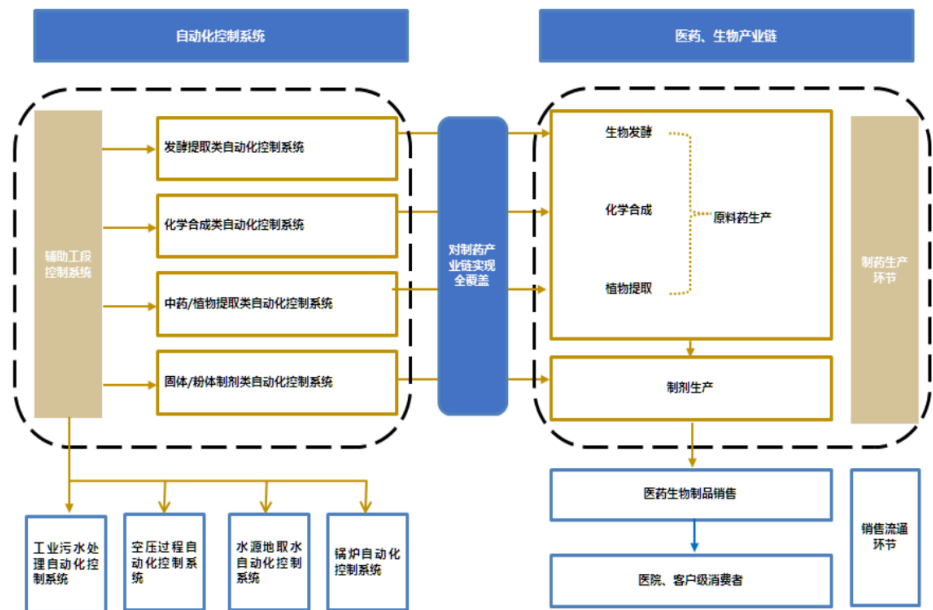 自动化控制系统
医药、生物产业链
辅助工段
控制系统
发酵提取类自动化控制系统
化学合成类自动化控制系统
中药/植物提取类自动化控制系统
固体/粉体制剂类自动化控制系统
对制药产
业链实现
全覆盖
生物发酵
化学合成
植物提取
原料药生产
制剂生产
制药生产
环节
工业污水处
理自动化控
制系统
空压过程自
动化控制系
统
水源地取水
自动化控制
系统
锅炉自动化
控制系统
医药生物制品销售
医院、客户级消费者
销售流通
环节